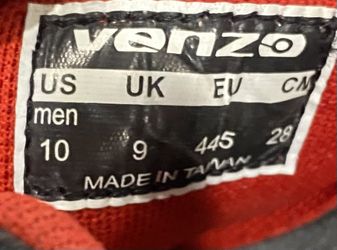 venzo
US UK EU CM
men
10 9 445 28
MADE IN TAIWAN